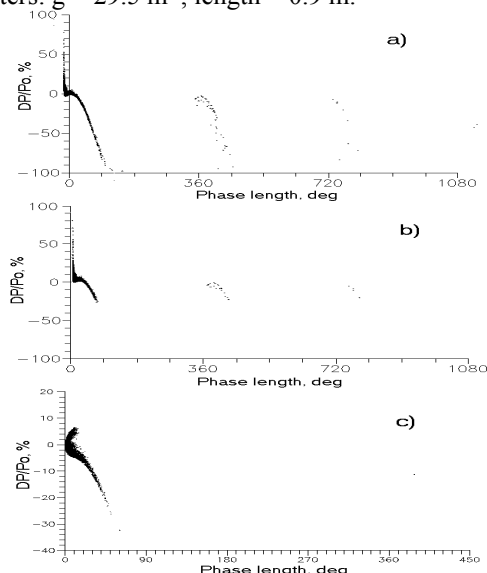 ters: g = 29.5 m⁻¹, length = 0.9 m.
100
a)
50
DP/Po, %
0
−50
−100
0 360 720 1080
Phase length, deg
100
b)
50
DP/Po, %
0
−50
−100
0 360 720 1080
Phase length, deg
20
c)
10
0
DP/Po, %
−10
−20
−30
−40
0 90 180 270 360 450
Phase length, deg